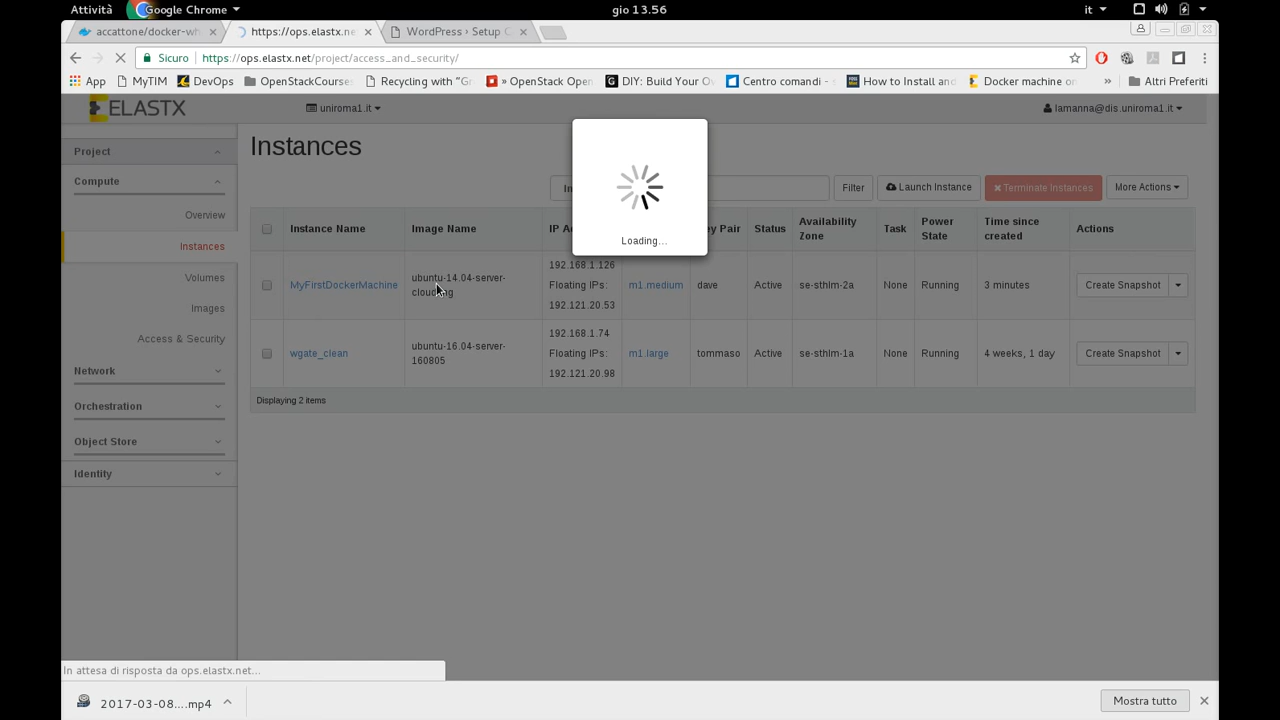 Attività
Google Chrome
gio 13.56
it
accattone/docker-wh
https://ops.elastx.ne
WordPress › Setup C
Sicuro
https://ops.elastx.net/project/access_and_security/
App
MyTIM
DevOps
OpenStackCourse
Recycling with “Gr
» OpenStack Open
DIY: Build Your O
Centro comandi - 
How to Install and
Docker machine on
»
Altri Preferiti
ELASTX
uniroma1.it
lamanna@dis.uniroma1.it
Project
Compute
Overview
Instances
Volumes
Images
Access & Security
Network
Orchestration
Object Store
Identity
Instances
In
Filter
Launch Instance
Terminate Instances
More Actions
Loading...
Instance Name
Image Name
IP A
ey Pair
Status
Availability
Zone
Task
Power
State
Time since
created
Actions
MyFirstDockerMachine
ubuntu-14.04-server-
192.168.1.126
Floating IPs:
192.121.20.53
m1.medium
dave
Active
se-sthlm-2a
None
Running
3 minutes
Create Snapshot
wgate_clean
ubuntu-16.04-server-
160805
192.168.1.74
Floating IPs:
192.121.20.98
m1.large
tommaso
Active
se-sthlm-1a
None
Running
4 weeks, 1 day
Create Snapshot
Displaying 2 items
In attesa di risposta da ops.elastx.net...
2017-03-08....mp4
Mostra tutto